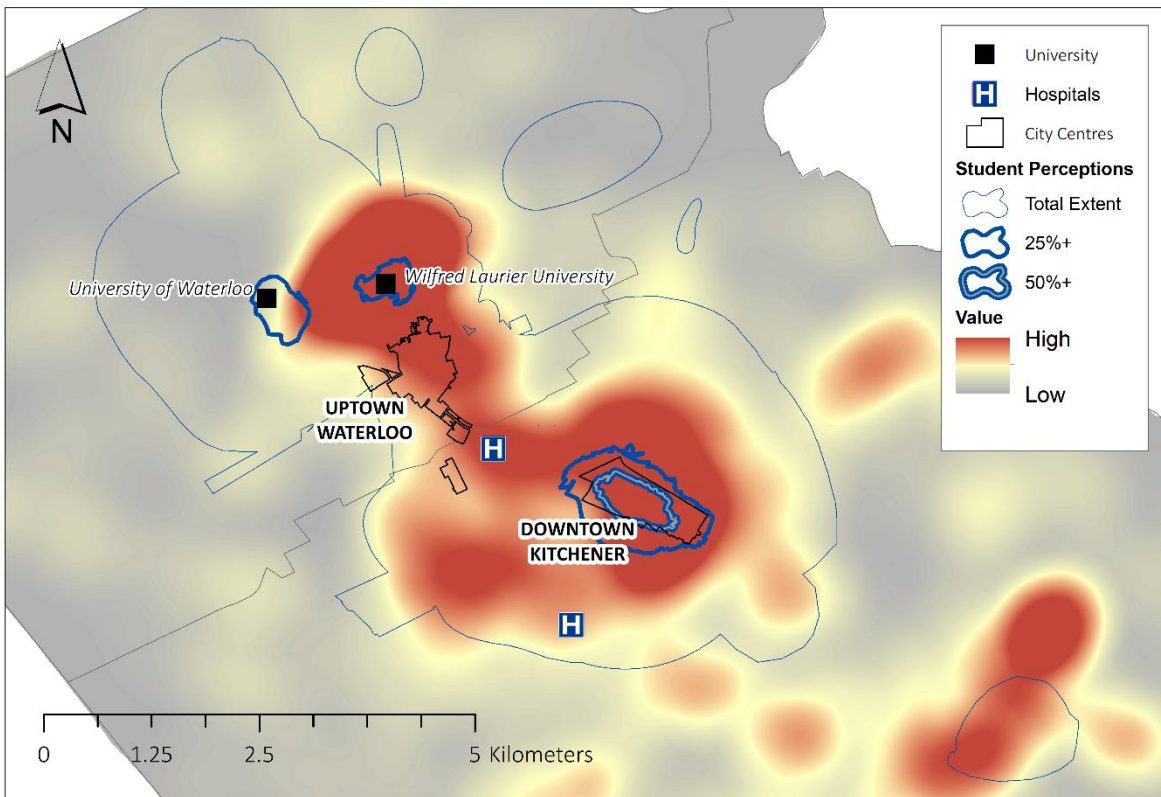 N
University of Waterloo
Wilfred Laurier University
UPTOWN
WATERLOO
H
DOWNTOWN
KITCHENER
H
0 1.25 2.5 5 Kilometers
University
H Hospitals
City Centres
Student Perceptions
Total Extent
25%+
50%+
Value
High
Low